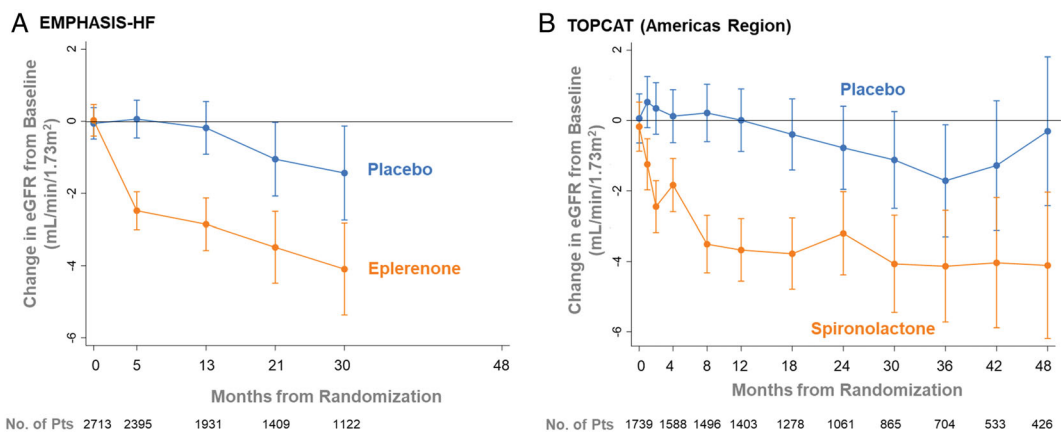 A EMPHASIS-HF
2
0
-2
-4
-6
Change in eGFR from Baseline
(mL/min/1.73m²)
Placebo
Eplerenone
0 5 13 21 30 48
Months from Randomization
No. of Pts 2713 2395 1931 1409 1122
B TOPCAT (Americas Region)
2
0
-2
-4
-6
Change in eGFR from Baseline
(mL/min/1.73m²)
Placebo
Spironolactone
0 4 8 12 18 24 30 36 42 48
Months from Randomization
No. of Pts 1739 1588 1496 1403 1278 1061 865 704 533 426